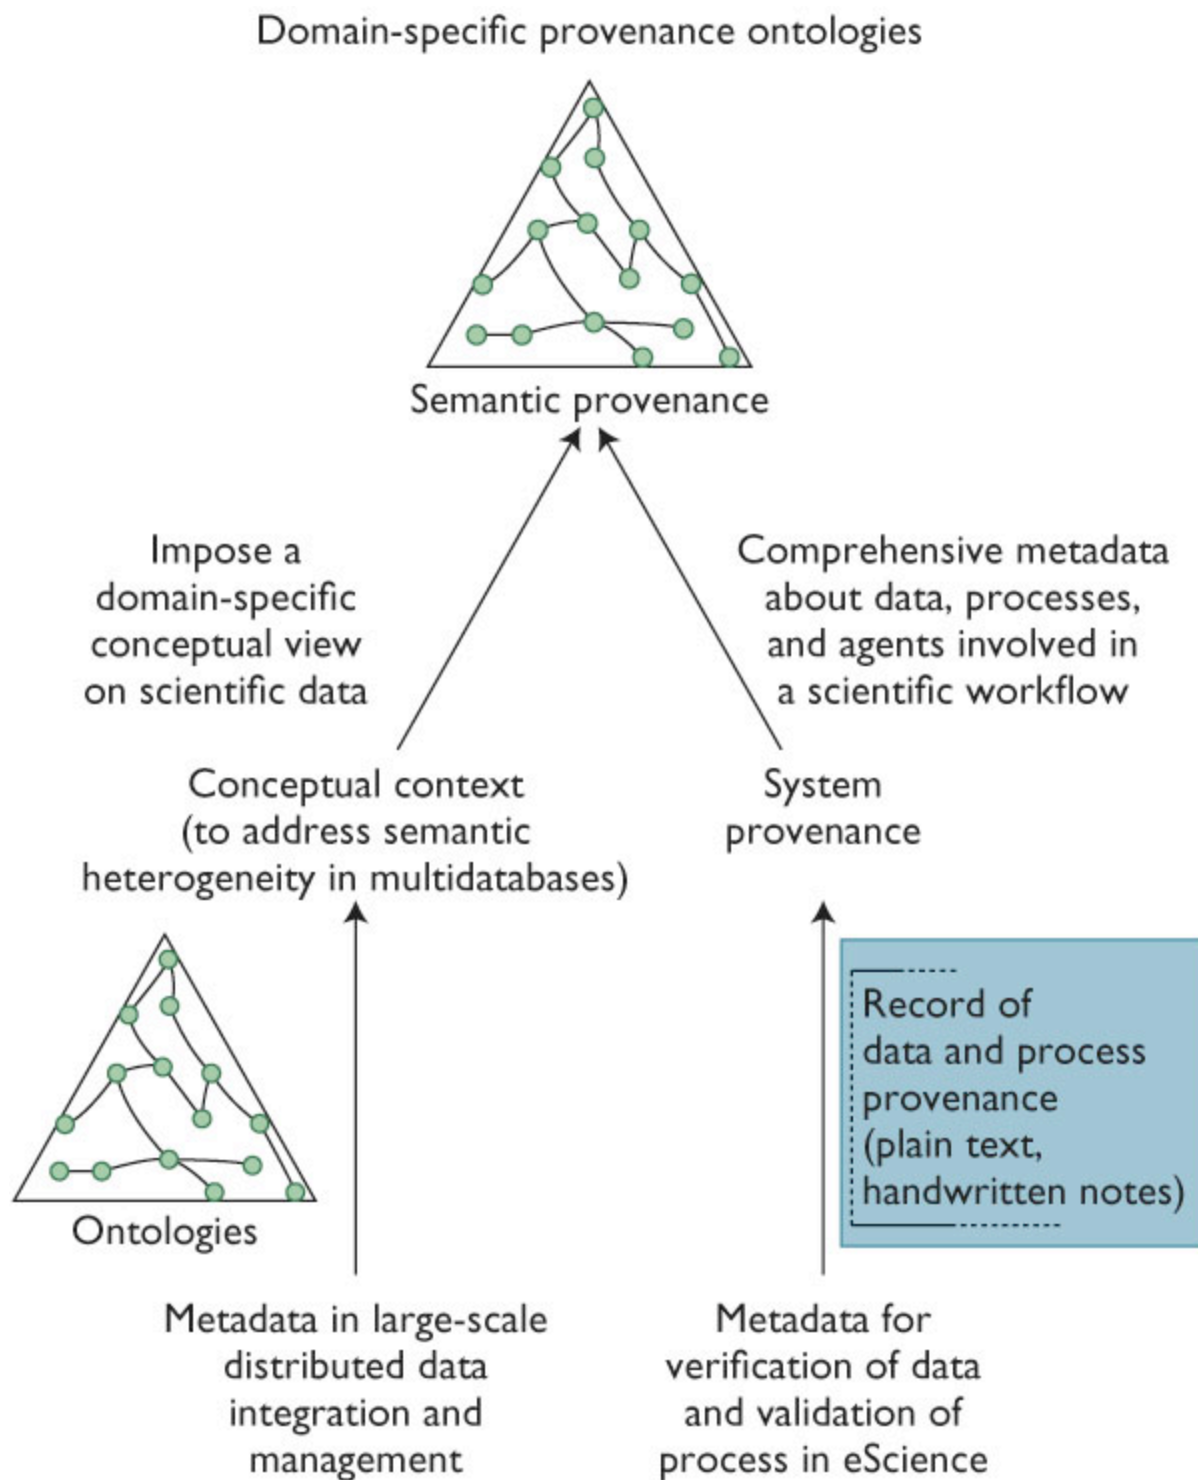 Domain-specific provenance ontologies
Semantic provenance
Impose a
domain-specific
conceptual view
on scientific data
Comprehensive metadata
about data, processes,
and agents involved in
a scientific workflow
Conceptual context
(to address semantic
heterogeneity in multidatabases)
System
provenance
Ontologies
Record of
data and process
provenance
(plain text,
handwritten notes)
Metadata in large-scale
distributed data
integration and
management
Metadata for
verification of data
and validation of
process in eScience